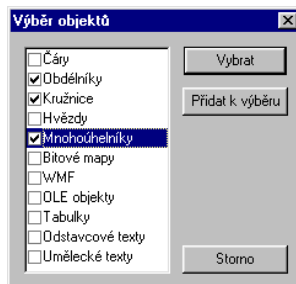 Výběr objektů
Čáry
Obdélníky
Kružnice
Hvězdy
Mnohoúhelníky
Bitové mapy
WMF
OLE objekty
Tabulky
Odstavcové texty
Umělecké texty
Vybrat
Přidat k výběru
Storno